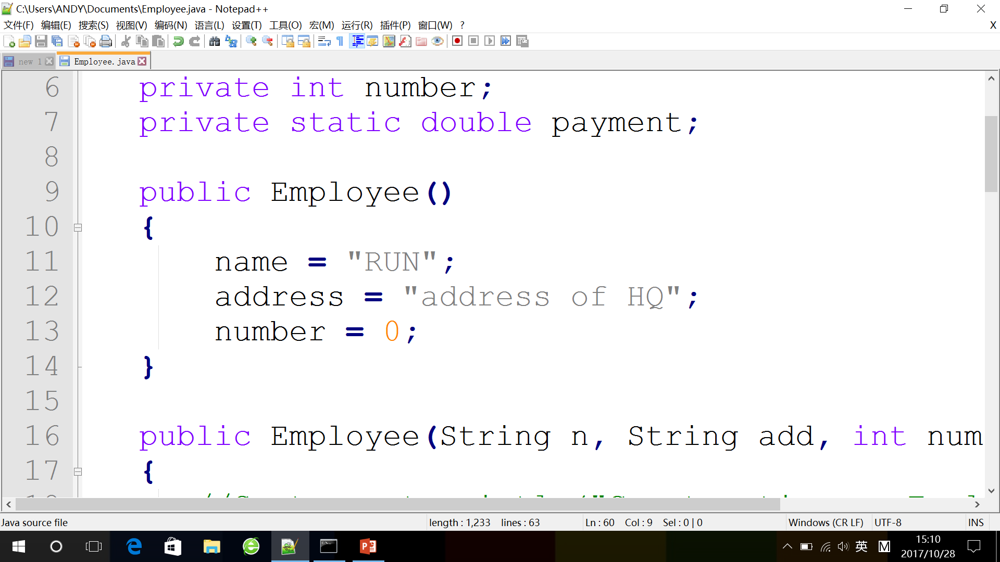 C:\Users\ANDY\Documents\Employee.java - Notepad++
文件(F) 编辑(E) 搜索(S) 视图(V) 编码(N) 语言(L) 设置(T) 工具(O) 宏(M) 运行(R) 插件(P) 窗口(W) ? X
new 1 Employee.java
6 private int number;
7 private static double payment;
8
9 public Employee()
10 {
11 name = "RUN";
12 address = "address of HQ";
13 number = 0;
14 }
15
16 public Employee(String n, String add, int num
17 {
Java source file length : 1,233 lines : 63 Ln : 60 Col : 9 Sel : 0 | 0 Windows (CR LF) UTF-8 INS
英 M 15:10
2017/10/28